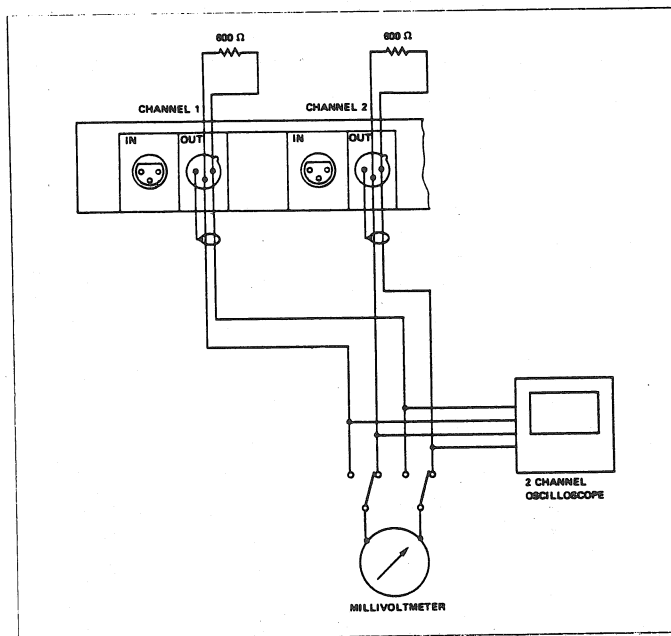 600 Ω
600 Ω
CHANNEL 1
CHANNEL 2
IN
OUT
IN
OUT
2 CHANNEL
OSCILLOSCOPE
MILLIVOLTMETER